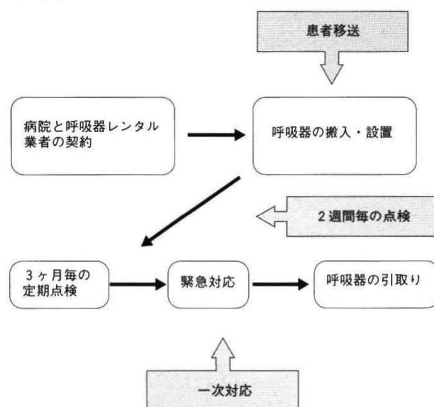 患者移送
病院と呼吸器レンタル
業者の契約
呼吸器の搬入・設置
2週間毎の点検
3ヶ月毎の
定期点検
緊急対応
呼吸器の引取り
一次対応